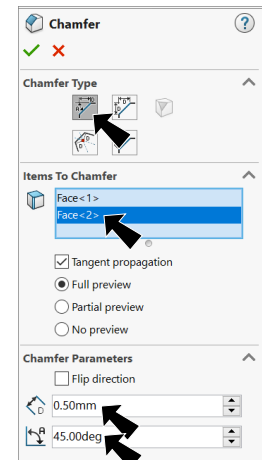 Chamfer
?
Chamfer Type
Items To Chamfer
Face<1>
Face<2>
Tangent propagation
Full preview
Partial preview
No preview
Chamfer Parameters
Flip direction
D 0.50mm
A 45.00deg